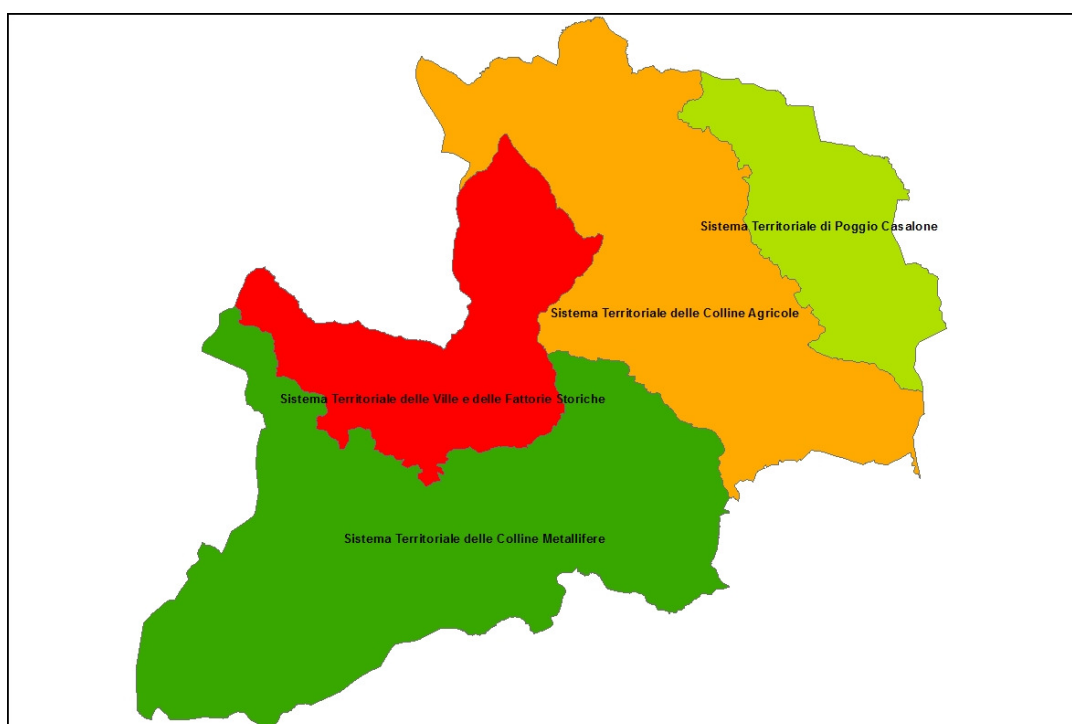 Sistema Territoriale di Poggio Casalone
Sistema Territoriale delle Colline Agricole
Sistema Territoriale delle Ville e delle Fattorie Storiche
Sistema Territoriale delle Colline Metallifere